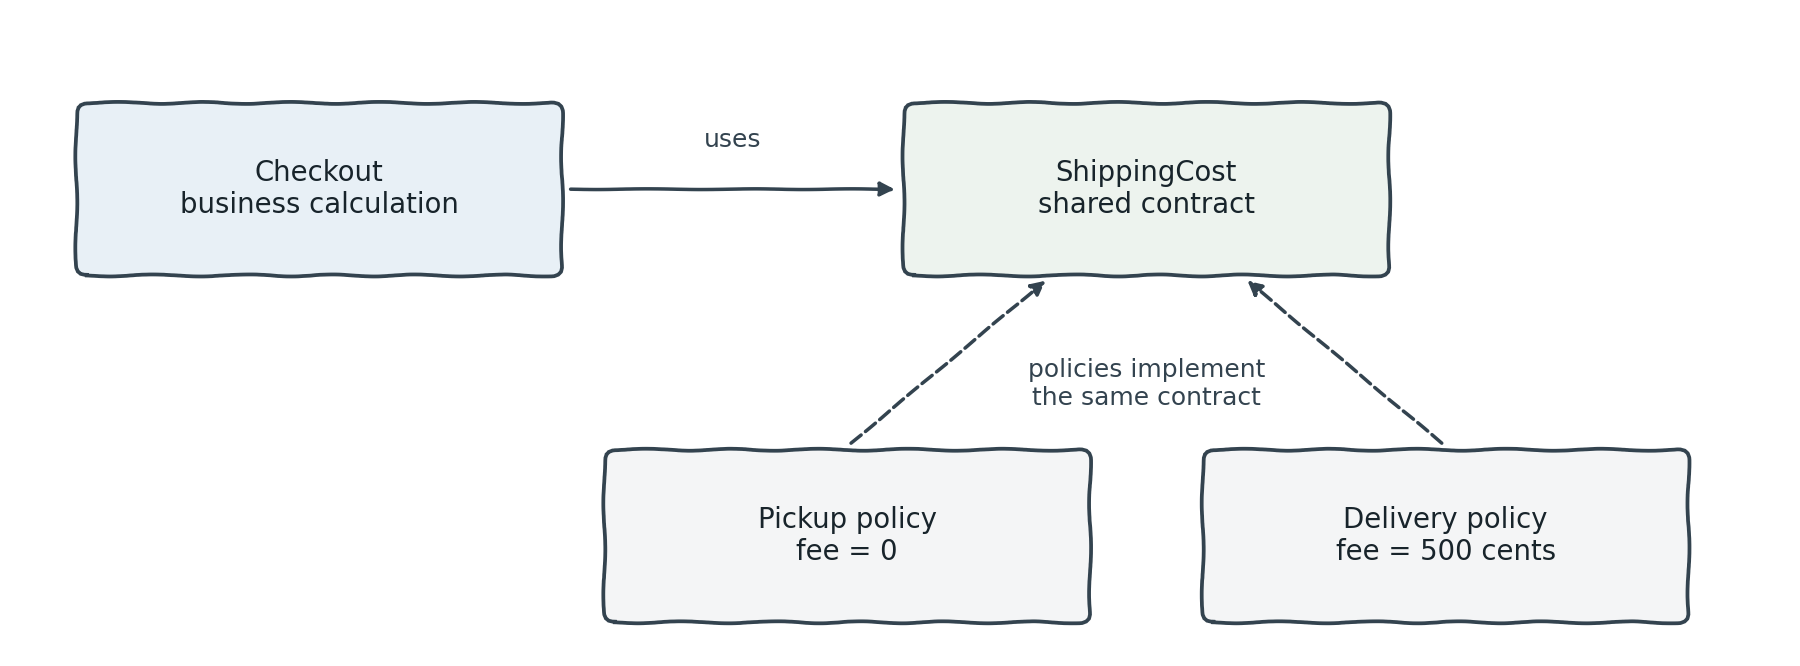 Checkout
business calculation
uses
ShippingCost
shared contract
policies implement
the same contract
Pickup policy
fee = 0
Delivery policy
fee = 500 cents